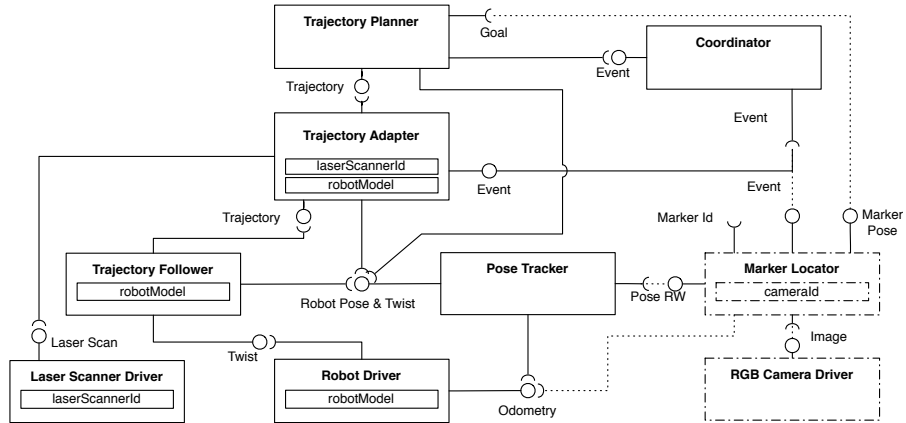 Trajectory Planner
Goal
Coordinator
Event
Trajectory
Event
Trajectory Adapter
laserScannerId
robotModel
Event
Event
Trajectory
Marker Id
Marker
Pose
Trajectory Follower
robotModel
Robot Pose & Twist
Pose Tracker
Pose RW
Marker Locator
cameraId
Laser Scan
Twist
Image
Laser Scanner Driver
laserScannerId
Robot Driver
robotModel
Odometry
RGB Camera Driver